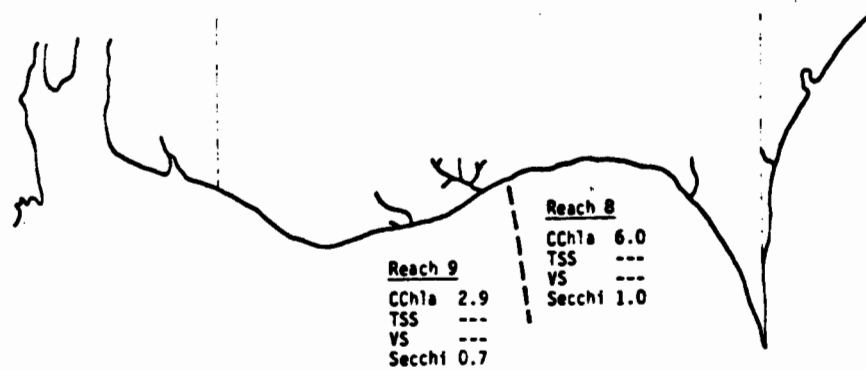 Reach 8
CChla 6.0
TSS ---
VS ---
Secchi 1.0
Reach 9
CChla 2.9
TSS ---
VS ---
Secchi 0.7